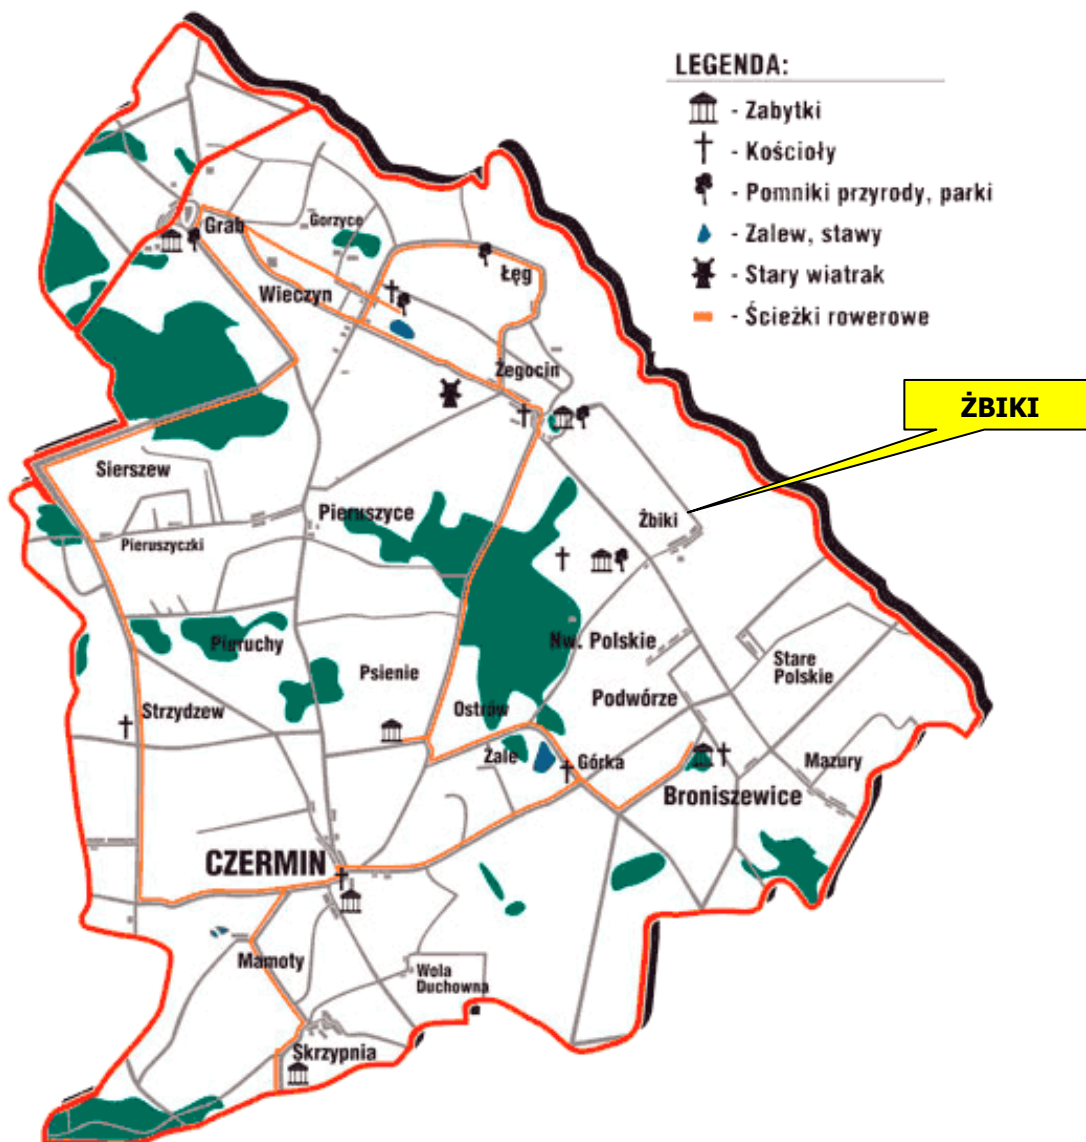 LEGENDA:
- Zabytki
- Kościoły
- Pomniki przyrody, parki
- Zalew, stawy
- Stary wiatrak
- Ścieżki rowerowe
Grab
Gorzyce
Łęg
Wieczyn
Żegocin
ŻBIKI
Sierszew
Pieruszyce
Żbiki
Pieruszyczki
Pieruchy
Nw. Polskie
Psienie
Stare
Polskie
Podwórze
Strzydzew
Ostrów
Żale
Górka
Mazury
Broniszewice
CZERMIN
Mamoty
Wola
Duchowna
Skrzypnia